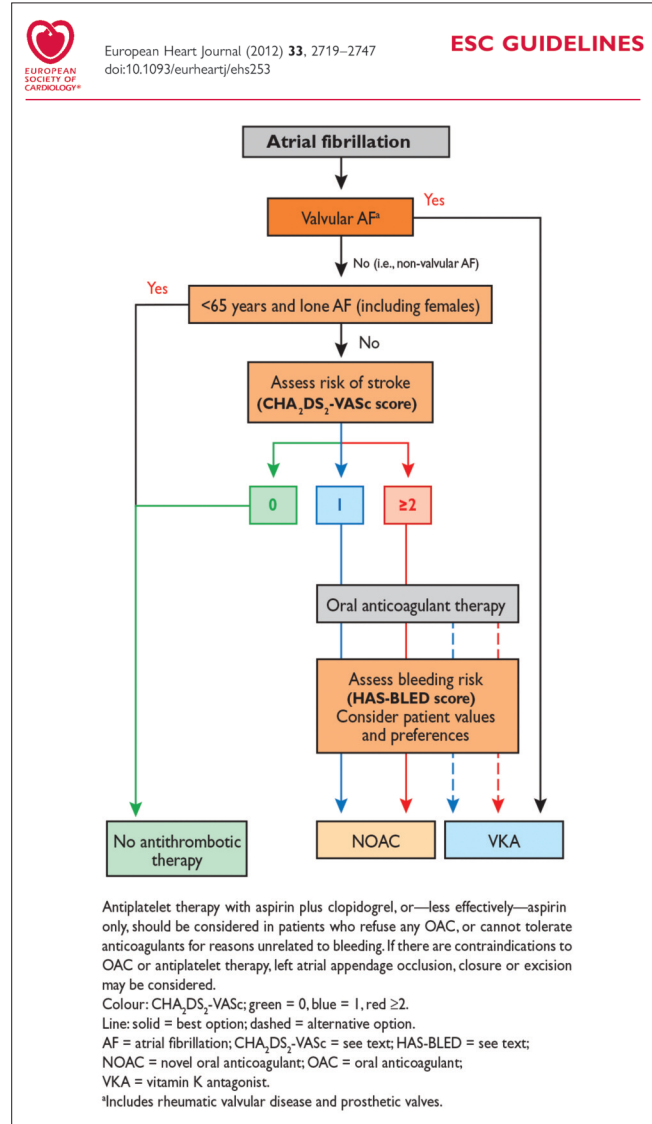 EUROPEAN
SOCIETY OF
CARDIOLOGY®
European Heart Journal (2012) 33, 2719–2747
doi:10.1093/eurheartj/ehs253
ESC GUIDELINES
Atrial fibrillation
Valvular AFª
Yes
No (i.e., non-valvular AF)
Yes
<65 years and lone AF (including females)
No
Assess risk of stroke
(CHA₂DS₂-VASc score)
0
1
≥2
Oral anticoagulant therapy
Assess bleeding risk
(HAS-BLED score)
Consider patient values
and preferences
No antithrombotic
therapy
NOAC
VKA
Antiplatelet therapy with aspirin plus clopidogrel, or—less effectively—aspirin
only, should be considered in patients who refuse any OAC, or cannot tolerate
anticoagulants for reasons unrelated to bleeding. If there are contraindications to
OAC or antiplatelet therapy, left atrial appendage occlusion, closure or excision
may be considered.
Colour: CHA₂DS₂-VASc; green = 0, blue = 1, red ≥2.
Line: solid = best option; dashed = alternative option.
AF = atrial fibrillation; CHA₂DS₂-VASc = see text; HAS-BLED = see text;
NOAC = novel oral anticoagulant; OAC = oral anticoagulant;
VKA = vitamin K antagonist.
ªIncludes rheumatic valvular disease and prosthetic valves.